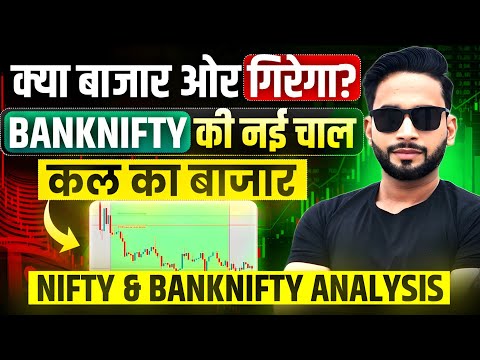 क्या बाजार ओर गिरेगा?
BANKNIFTY की नई चाल
कल का बाजार
NIFTY & BANKNIFTY ANALYSIS